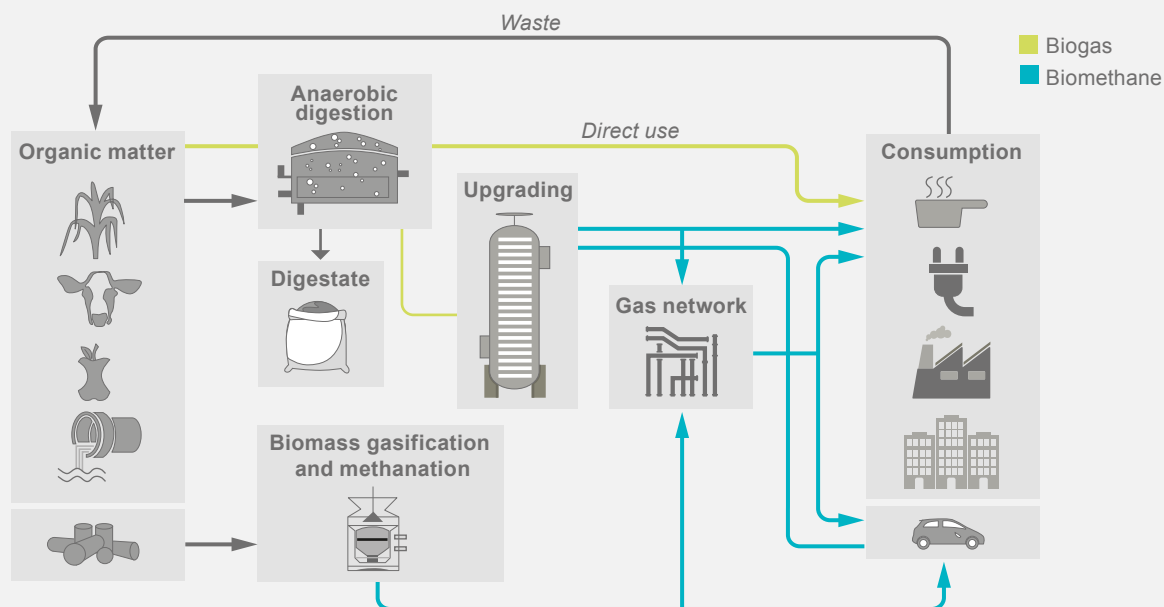 Waste
Biogas
Biomethane
Anaerobic
digestion
Direct use
Organic matter
Consumption
Upgrading
Digestate
Gas network
Biomass gasification
and methanation